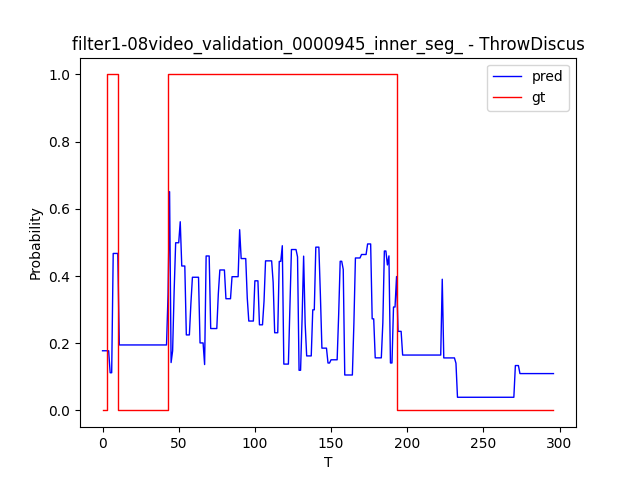 filter1-08video_validation_0000945_inner_seg_ - ThrowDiscus
pred
gt
Probability
1.0
0.8
0.6
0.4
0.2
0.0
0 50 100 150 200 250 300
T